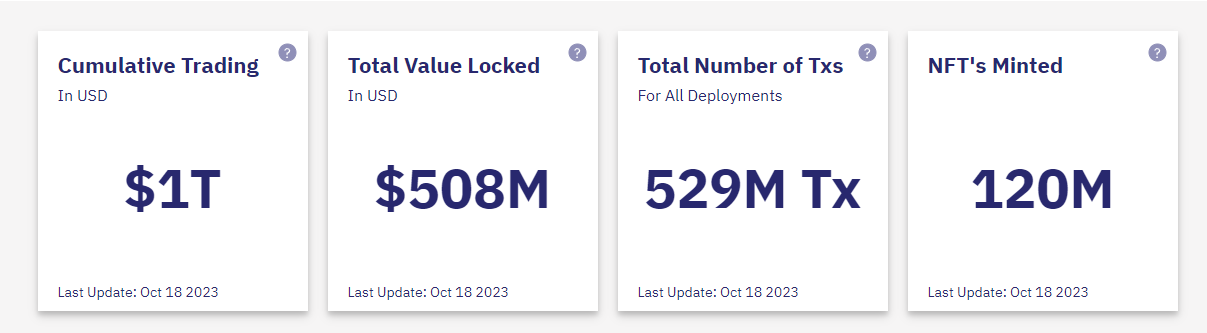 Cumulative Trading
?
In USD
$1T
Last Update: Oct 18 2023
Total Value Locked
?
In USD
$508M
Last Update: Oct 18 2023
Total Number of Txs
?
For All Deployments
529M Tx
Last Update: Oct 18 2023
NFT's Minted
?
120M
Last Update: Oct 18 2023